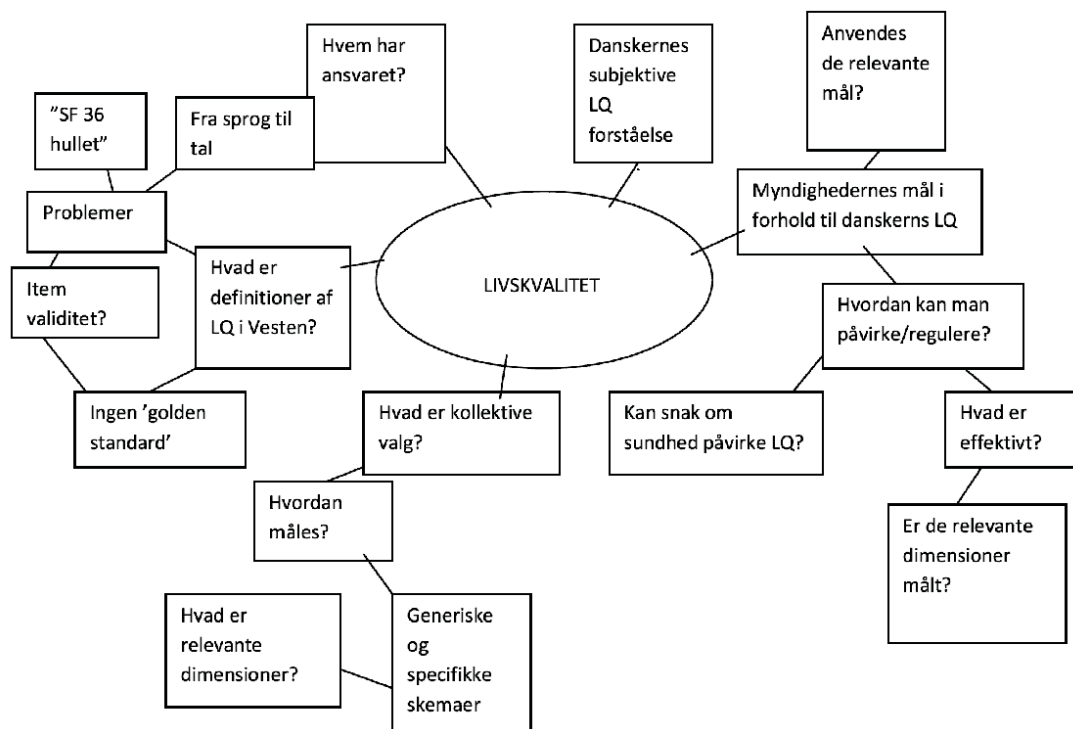 Hvem har
ansvaret?
Danskernes
subjektive
LQ
forståelse
Anvendes
de relevante
mål?
”SF 36
hullet”
Fra sprog til
tal
Problemer
Myndighedernes mål i
forhold til danskerns LQ
Item
validitet?
Hvad er
definitioner af
LQ i Vesten?
LIVSKVALITET
Hvordan kan man
påvirke/regulere?
Ingen ’golden
standard’
Hvad er kollektive
valg?
Kan snak om
sundhed påvirke LQ?
Hvad er
effektivt?
Hvordan
måles?
Er de relevante
dimensioner
målt?
Hvad er
relevante
dimensioner?
Generiske
og
specifikke
skemaer